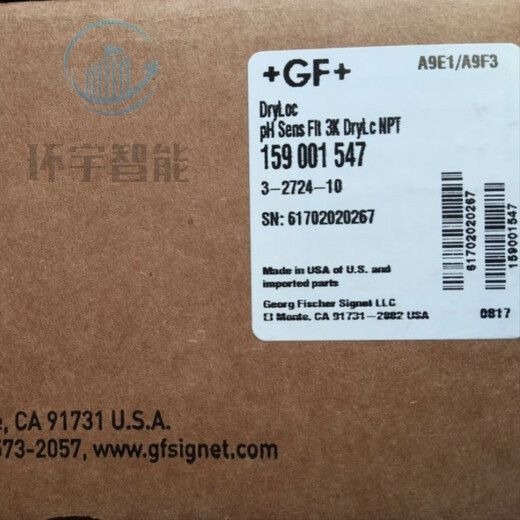 +GF+
A9E1/A9F3
DryLoc
pH Sens Flt 3K DryLc NPT
159 001 547
3-2724-10
SN: 61702020267
61702020267
159001547
Made in USA of U.S. and
imported parts
Georg Fischer Signet LLC
El Monte, CA 91731-2882 USA
0817
环宇智能
, CA 91731 U.S.A.
573-2057, www.gfsignet.com